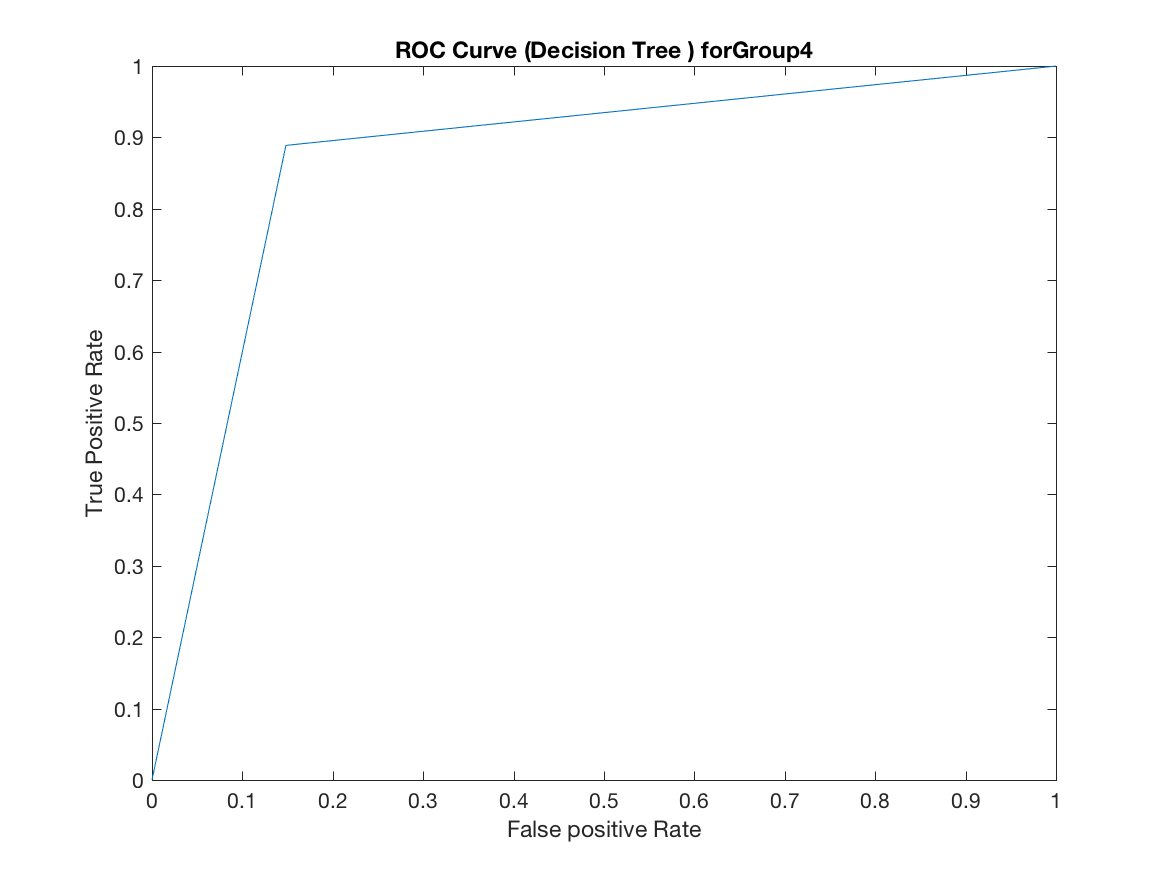 ROC Curve (Decision Tree ) forGroup4
1
0.9
0.8
0.7
0.6
0.5
0.4
0.3
0.2
0.1
0
True Positive Rate
0 0.1 0.2 0.3 0.4 0.5 0.6 0.7 0.8 0.9 1
False positive Rate